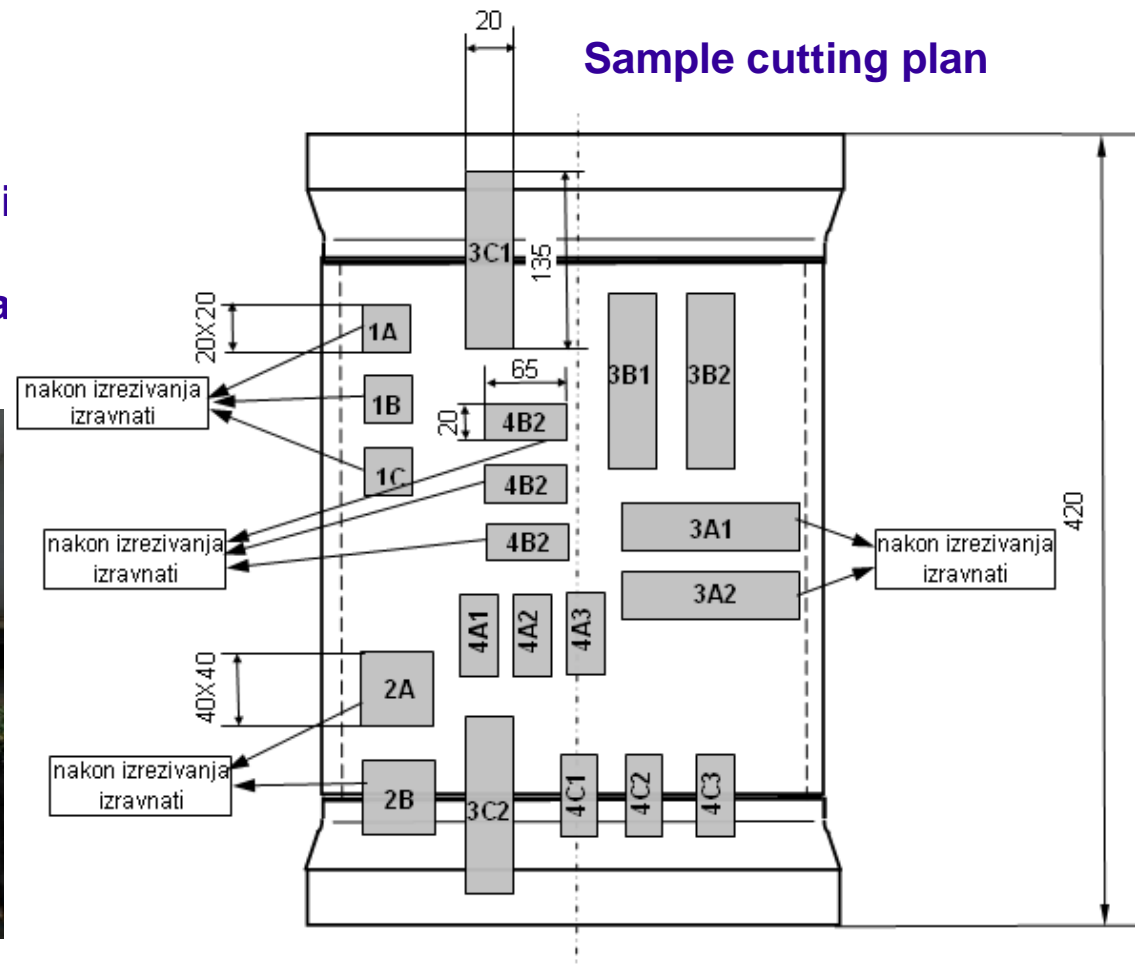 20
Sample cutting plan
i
a
3C1
135
20X20
1A
3B1
3B2
65
nakon izrezivanja
izravnati
1B
20
4B2
1C
4B2
420
3A1
nakon izrezivanja
izravnati
4B2
nakon izrezivanja
izravnati
3A2
4A1
4A2
4A3
40X40
2A
nakon izrezivanja
izravnati
2B
3C2
4C1
4C2
4C3